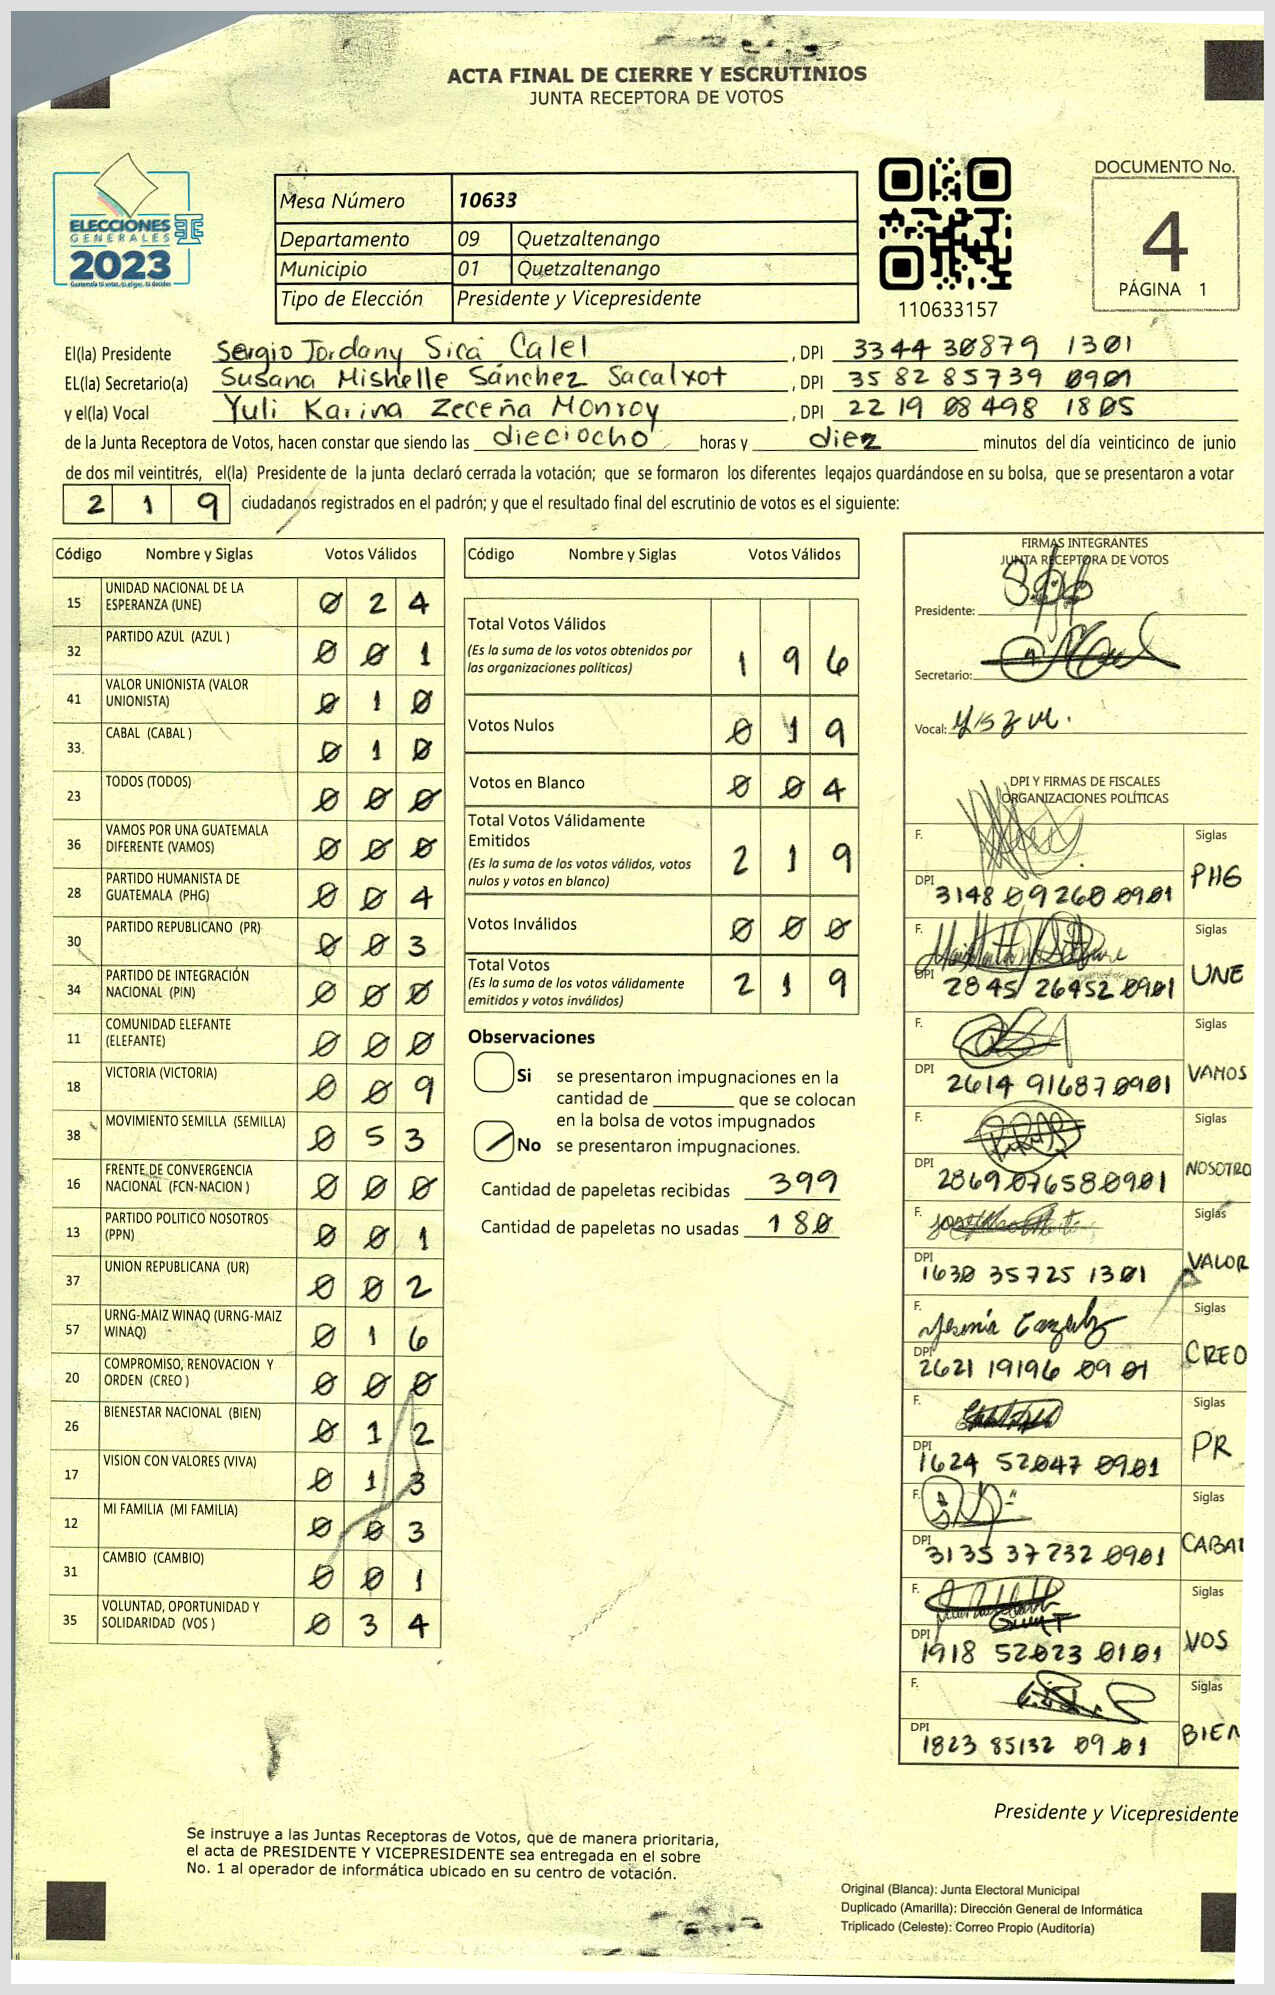 ACTA FINAL DE CIERRE Y ESCRUTINIOS
JUNTA RECEPTORA DE VOTOS
ELECCIONES
GENERALES
2023
Guatemala tú votas, tú eliges, tú decides
Mesa Número 10633
Departamento 09 Quetzaltenango
Municipio 01 Quetzaltenango
Tipo de Elección Presidente y Vicepresidente
110633157
DOCUMENTO No.
4
PÁGINA 1
El(la) Presidente Sergio Jordany Sicá Calel , DPI 3344 30879 1301
EL(la) Secretario(a) Susana Mishelle Sánchez Sacalxot , DPI 3582 85739 0901
y el(la) Vocal Yuli Karina Zeceña Monroy , DPI 2219 08498 1805
de la Junta Receptora de Votos, hacen constar que siendo las dieciocho horas y diez minutos del día veinticinco de junio
de dos mil veintitrés, el(la) Presidente de la junta declaró cerrada la votación; que se formaron los diferentes legajos quardándose en su bolsa, que se presentaron a votar
219 ciudadanos registrados en el padrón; y que el resultado final del escrutinio de votos es el siguiente:
Código Nombre y Siglas Votos Válidos
15 UNIDAD NACIONAL DE LA ESPERANZA (UNE) 0 2 4
32 PARTIDO AZUL (AZUL ) 0 0 1
41 VALOR UNIONISTA (VALOR UNIONISTA) 0 1 0
33 CABAL (CABAL ) 0 1 0
23 TODOS (TODOS) 0 0 0
36 VAMOS POR UNA GUATEMALA DIFERENTE (VAMOS) 0 0 0
28 PARTIDO HUMANISTA DE GUATEMALA (PHG) 0 0 4
30 PARTIDO REPUBLICANO (PR) 0 0 3
34 PARTIDO DE INTEGRACIÓN NACIONAL (PIN) 0 0 0
11 COMUNIDAD ELEFANTE (ELEFANTE) 0 0 0
18 VICTORIA (VICTORIA) 0 0 9
38 MOVIMIENTO SEMILLA (SEMILLA) 0 5 3
16 FRENTE DE CONVERGENCIA NACIONAL (FCN-NACION ) 0 0 0
13 PARTIDO POLITICO NOSOTROS (PPN) 0 0 1
37 UNION REPUBLICANA (UR) 0 0 2
57 URNG-MAIZ WINAQ (URNG-MAIZ WINAQ) 0 1 6
20 COMPROMISO, RENOVACION Y ORDEN (CREO ) 0 0 0
26 BIENESTAR NACIONAL (BIEN) 0 1 2
17 VISION CON VALORES (VIVA) 0 1 3
12 MI FAMILIA (MI FAMILIA) 0 0 3
31 CAMBIO (CAMBIO) 0 0 1
35 VOLUNTAD, OPORTUNIDAD Y SOLIDARIDAD (VOS ) 0 3 4
Código Nombre y Siglas Votos Válidos
Total Votos Válidos 1 9 6
(Es la suma de los votos obtenidos por
las organizaciones políticas)
Votos Nulos 0 1 9
Votos en Blanco 0 0 4
Total Votos Válidamente
Emitidos 2 1 9
(Es la suma de los votos válidos, votos
nulos y votos en blanco)
Votos Inválidos 0 0 0
Total Votos 2 1 9
(Es la suma de los votos válidamente
emitidos y votos inválidos)
Observaciones
Si se presentaron impugnaciones en la
cantidad de ________ que se colocan
en la bolsa de votos impugnados
No se presentaron impugnaciones.
Cantidad de papeletas recibidas 399
Cantidad de papeletas no usadas 180
FIRMAS INTEGRANTES
JUNTA RECEPTORA DE VOTOS
Presidente:
Secretario:
Vocal:
DPI Y FIRMAS DE FISCALES
ORGANIZACIONES POLÍTICAS
F. Siglas
DPI 3148 09260 0901 PHG
F. Siglas
DPI 2845 26452 0901 UNE
F. Siglas
DPI 2614 91687 0901 VAMOS
F. Siglas
DPI 2869 07658 0901 NOSOTRO
F. Siglas
DPI 1630 35725 1301 VALOR
F. Siglas
DPI 2621 19196 0901 CREO
F. Siglas
DPI 1624 52047 0901 PR
F. Siglas
DPI 3135 37232 0901 CABAL
F. Siglas
DPI 1918 52023 0101 VOS
F. Siglas
DPI 1823 85132 0901 BIEN
Presidente y Vicepresidente
Se instruye a las Juntas Receptoras de Votos, que de manera prioritaria,
el acta de PRESIDENTE Y VICEPRESIDENTE sea entregada en el sobre
No. 1 al operador de informática ubicado en su centro de votación.
Original (Blanca): Junta Electoral Municipal
Duplicado (Amarilla): Dirección General de Informática
Triplicado (Celeste): Correo Propio (Auditoría)